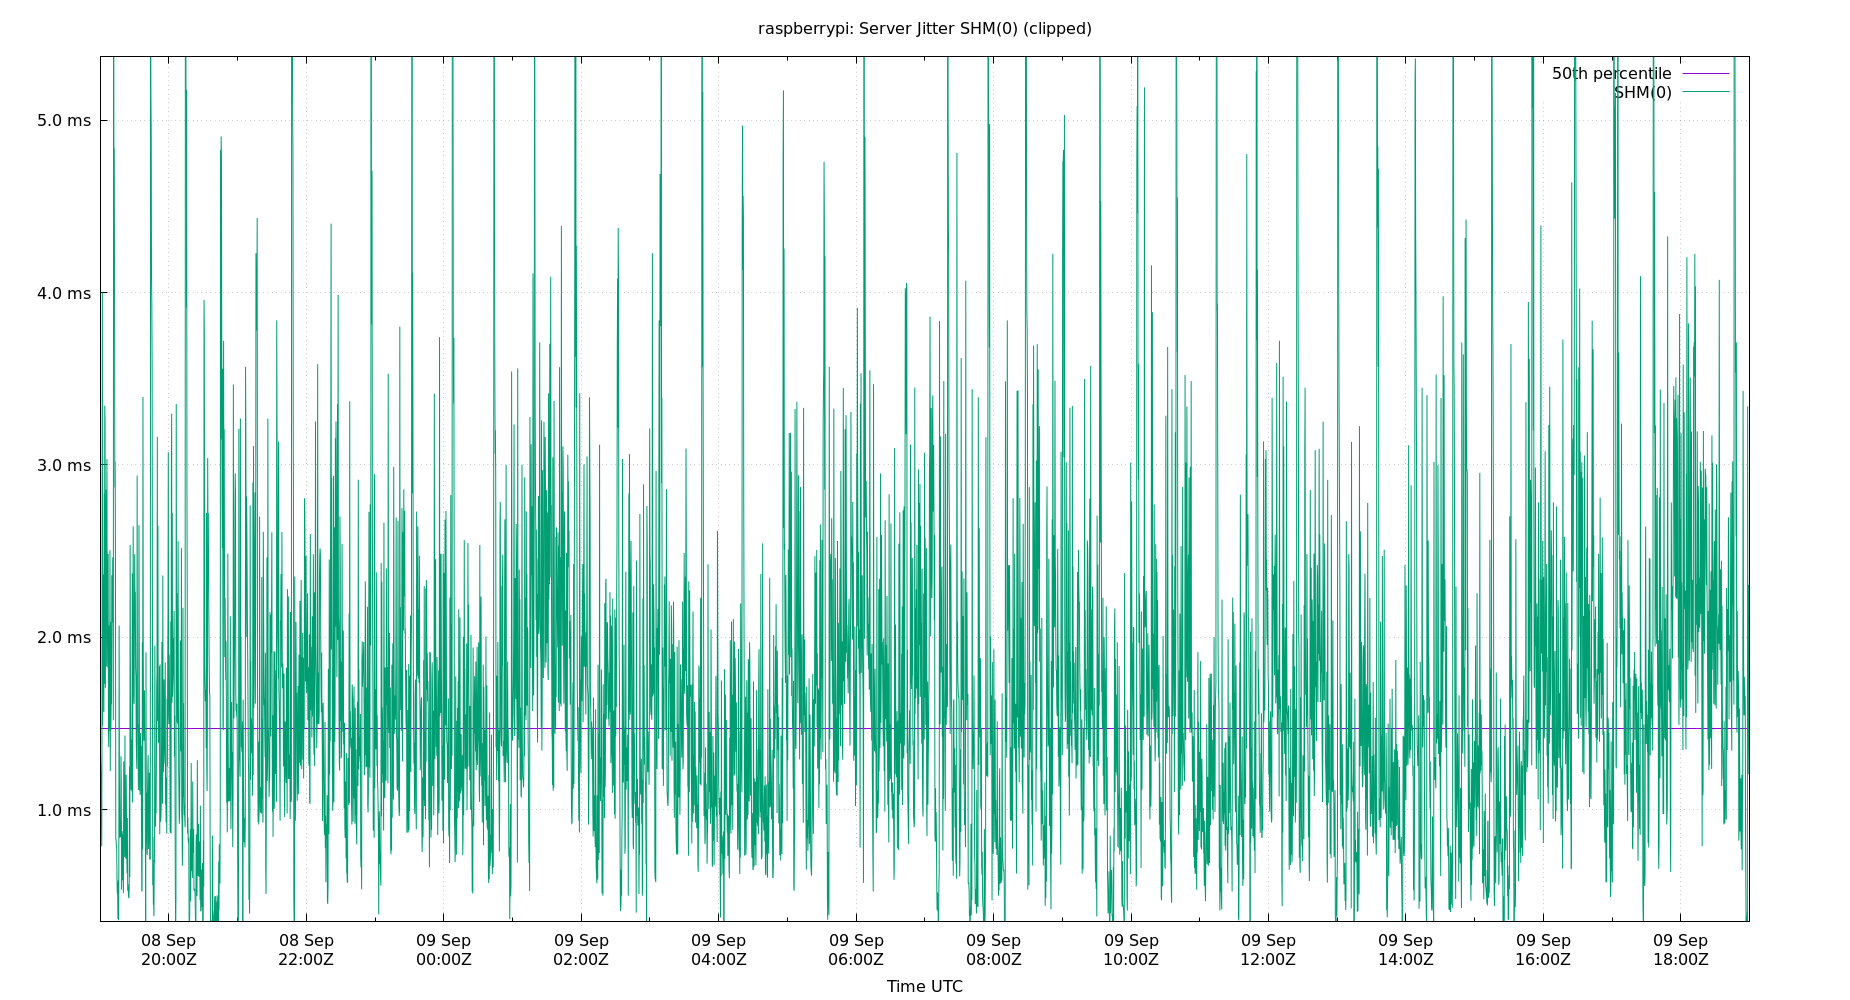 raspberrypi: Server Jitter SHM(0) (clipped)
50th percentile
SHM(0)
5.0 ms
4.0 ms
3.0 ms
2.0 ms
1.0 ms
08 Sep 08 Sep 09 Sep 09 Sep 09 Sep 09 Sep 09 Sep 09 Sep 09 Sep 09 Sep 09 Sep 09 Sep
20:00Z 22:00Z 00:00Z 02:00Z 04:00Z 06:00Z 08:00Z 10:00Z 12:00Z 14:00Z 16:00Z 18:00Z
Time UTC